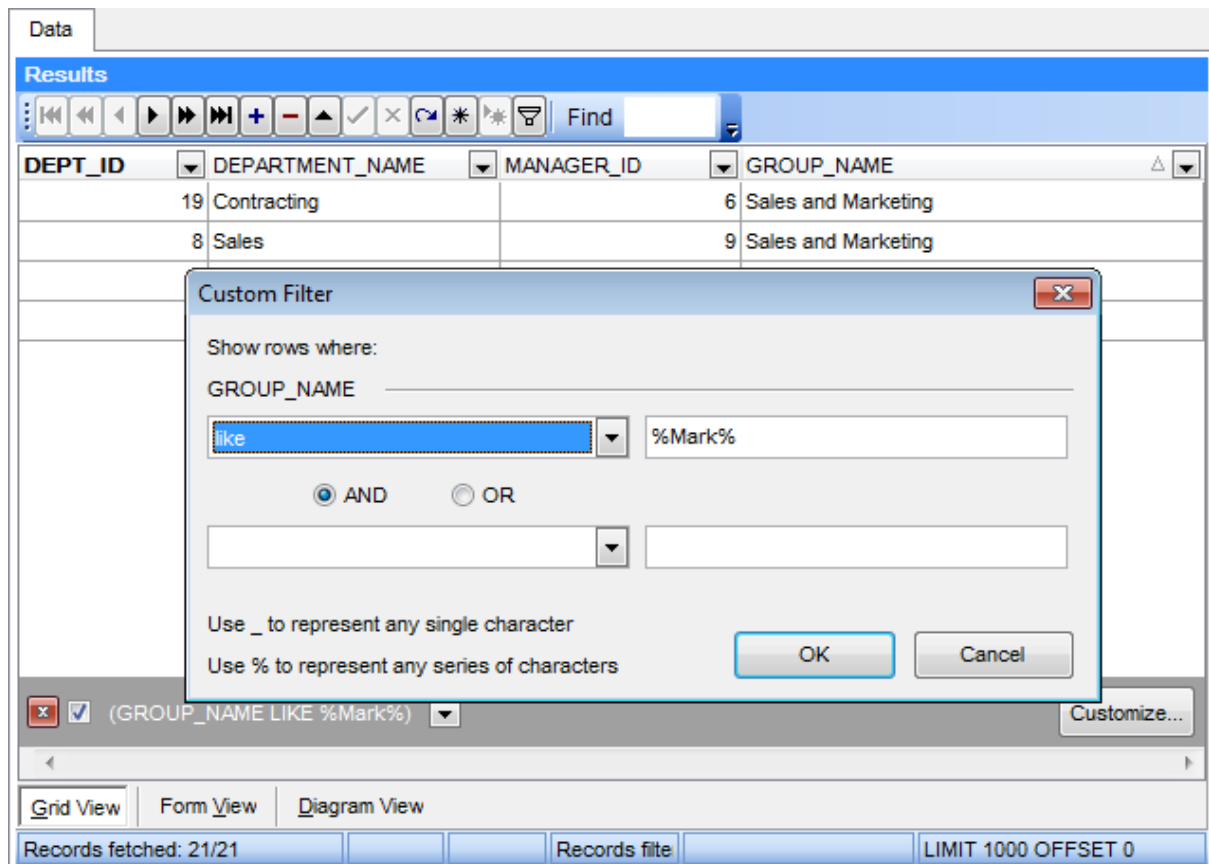 Data
Results
Find
DEPT_ID DEPARTMENT_NAME MANAGER_ID GROUP_NAME
19 Contracting 6 Sales and Marketing
8 Sales 9 Sales and Marketing
Custom Filter
Show rows where:
GROUP_NAME
like %Mark%
AND OR
Use _ to represent any single character
Use % to represent any series of characters
OK Cancel
(GROUP_NAME LIKE %Mark%) Customize...
Grid View Form View Diagram View
Records fetched: 21/21 Records filte LIMIT 1000 OFFSET 0